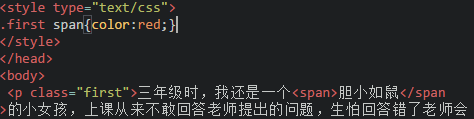 <style type="text/css">
.first span{color:red;}
</style>
</head>
<body>
<p class="first">三年级时，我还是一个<span>胆小如鼠</span
>的小女孩，上课从来不敢回答老师提出的问题，生怕回答错了老师会